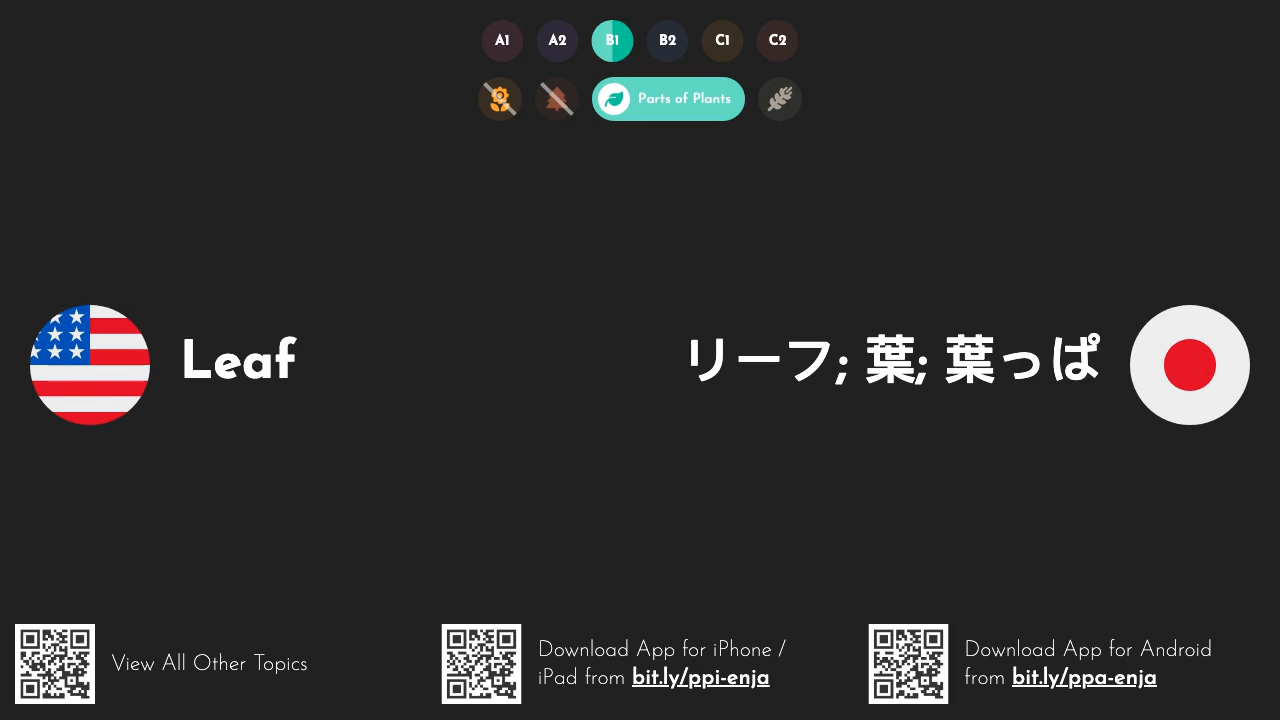 A1 A2 B1 B2 C1 C2
Parts of Plants
Leaf
リーフ; 葉; 葉っぱ
View All Other Topics
Download App for iPhone /
iPad from bit.ly/ppi-enja
Download App for Android
from bit.ly/ppa-enja